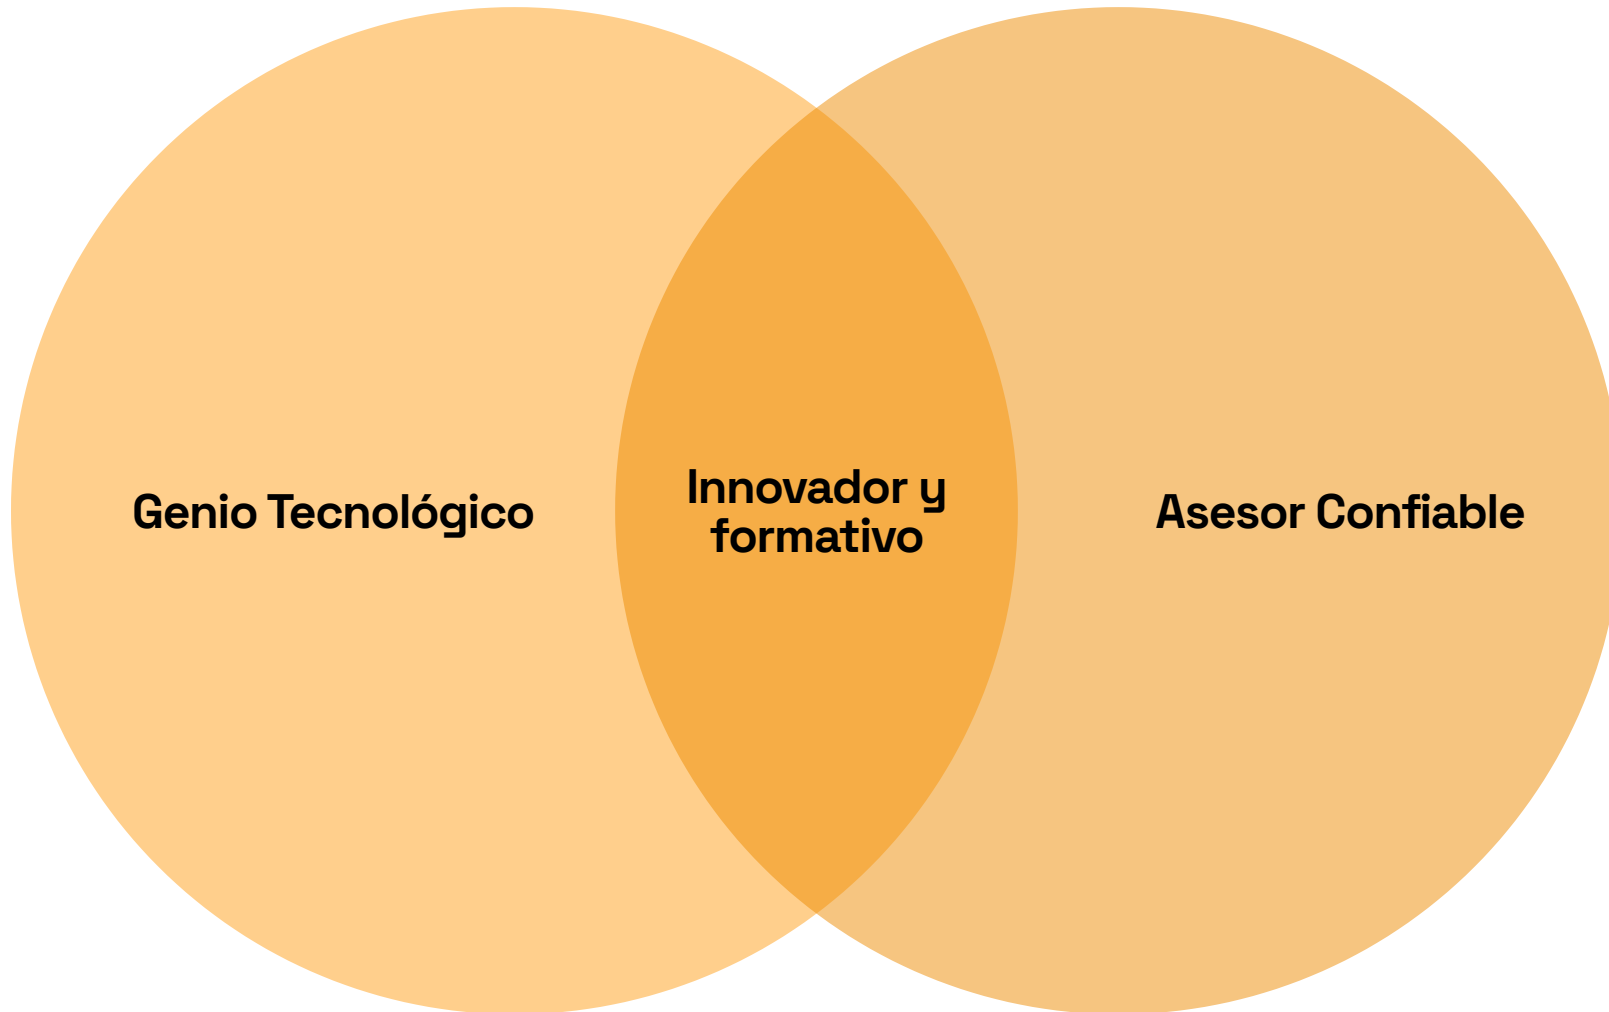 Genio Tecnológico
Innovador y
formativo
Asesor Confiable